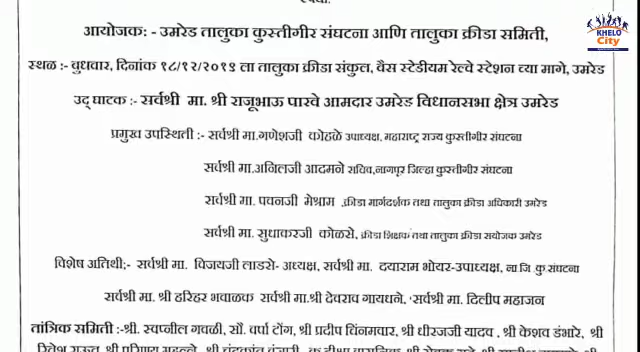 आयोजक: - उमरेड तालुका कुस्तीगीर संघटना आणि तालुका क्रीडा समिती,
KHELO
City
स्थळ :- बुधवार, दिनांक १८/१२/२०१९ ला तालुका क्रीडा संकुल, वैस स्टेडीयम रेल्वे स्टेशन च्या मागे, उमरेड
उद् घाटक :- सर्वश्री मा. श्री राजूभाऊ पारवे आमदार उमरेड विधानसभा क्षेत्र उमरेड
प्रमुख उपस्थिती :- सर्वश्री मा.गणेशजी कोहळे उपाध्यक्ष, महाराष्ट्र राज्य कुस्तीगीर संघटना
सर्वश्री मा.अनिलजी आदमने सचिव,नागपूर जिल्हा कुस्तीगीर संघटना
सर्वश्री मा. पवनजी मेश्राम ,क्रीडा मार्गदर्शक तथा तालुका क्रीडा अधिकारी उमरेड
सर्वश्री मा. सुधाकरजी कोळसे, क्रीडा शिक्षक तथा तालुका क्रीडा सयोजक उमरेड
विशेष अतिथी;- सर्वश्री मा. विजयजी लाडसे- अध्यक्ष, सर्वश्री मा. दयाराम भोयर-उपाध्यक्ष, ना.जि .कु.संघटना
सर्वश्री मा. श्री हरिहर भवाळक सर्वश्री मा.श्री देवराव गायधने, सर्वश्री मा. दिलीप महाजन
तांत्रिक समिती :-श्री. स्वप्नील गवळी, सौ. वर्षा टोंग, श्री प्रदीप चिंनमवार, श्री धीरजजी यादव . श्री केशव डंभारे, श्री